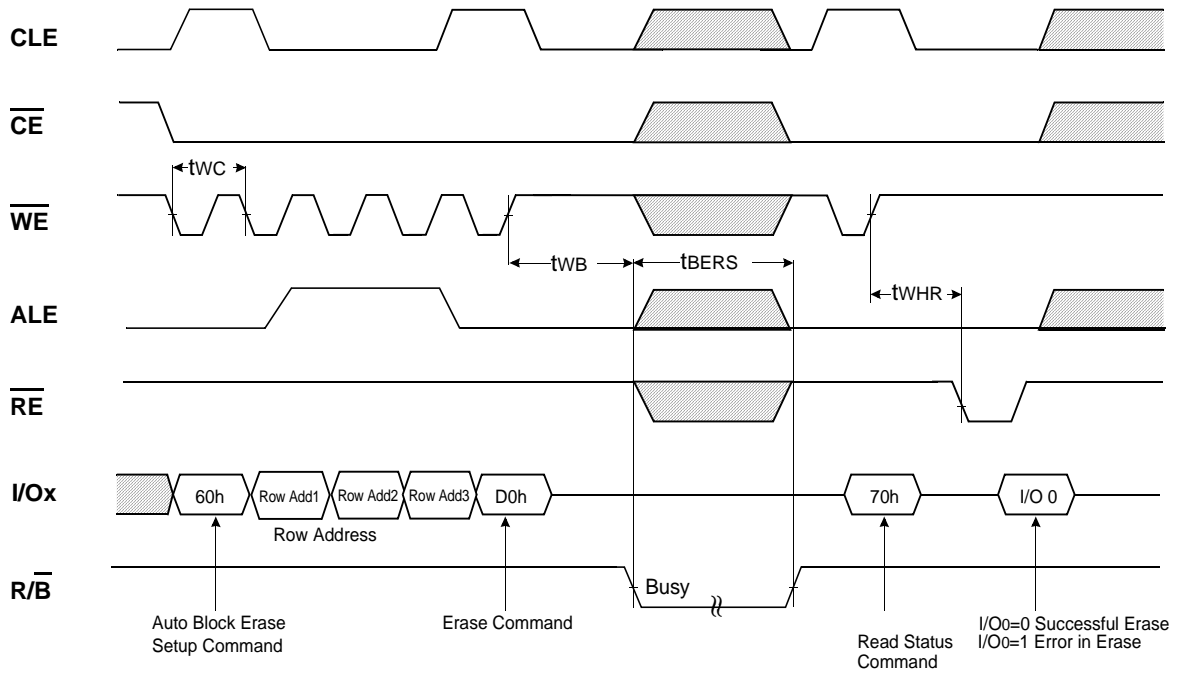 CLE
CE
tWC
WE
tWB
tBERS
tWHR
ALE
RE
I/Ox
60h
Row Add1
Row Add2
Row Add3
D0h
70h
I/O 0
Row Address
R/B
Busy
Auto Block Erase
Setup Command
Erase Command
Read Status
Command
I/O0=0 Successful Erase
I/O0=1 Error in Erase